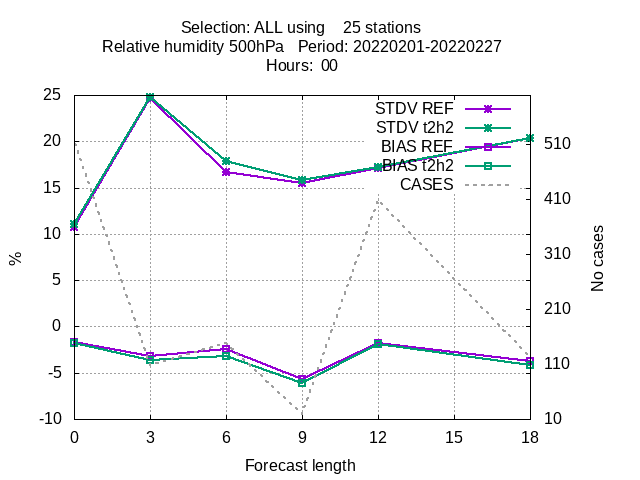 Selection: ALL using    25 stations
Relative humidity 500hPa   Period: 20220201-20220227
Hours:  00
STDV REF
STDV t2h2
BIAS REF
BIAS t2h2
CASES
25
20
15
10
5
0
-5
-10
%
510
410
310
210
110
10
No cases
0 3 6 9 12 15 18
Forecast length